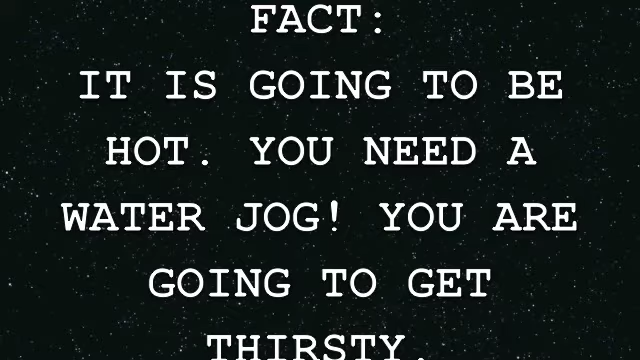 FACT:
IT IS GOING TO BE
HOT. YOU NEED A
WATER JOG! YOU ARE
GOING TO GET
THIRSTY.